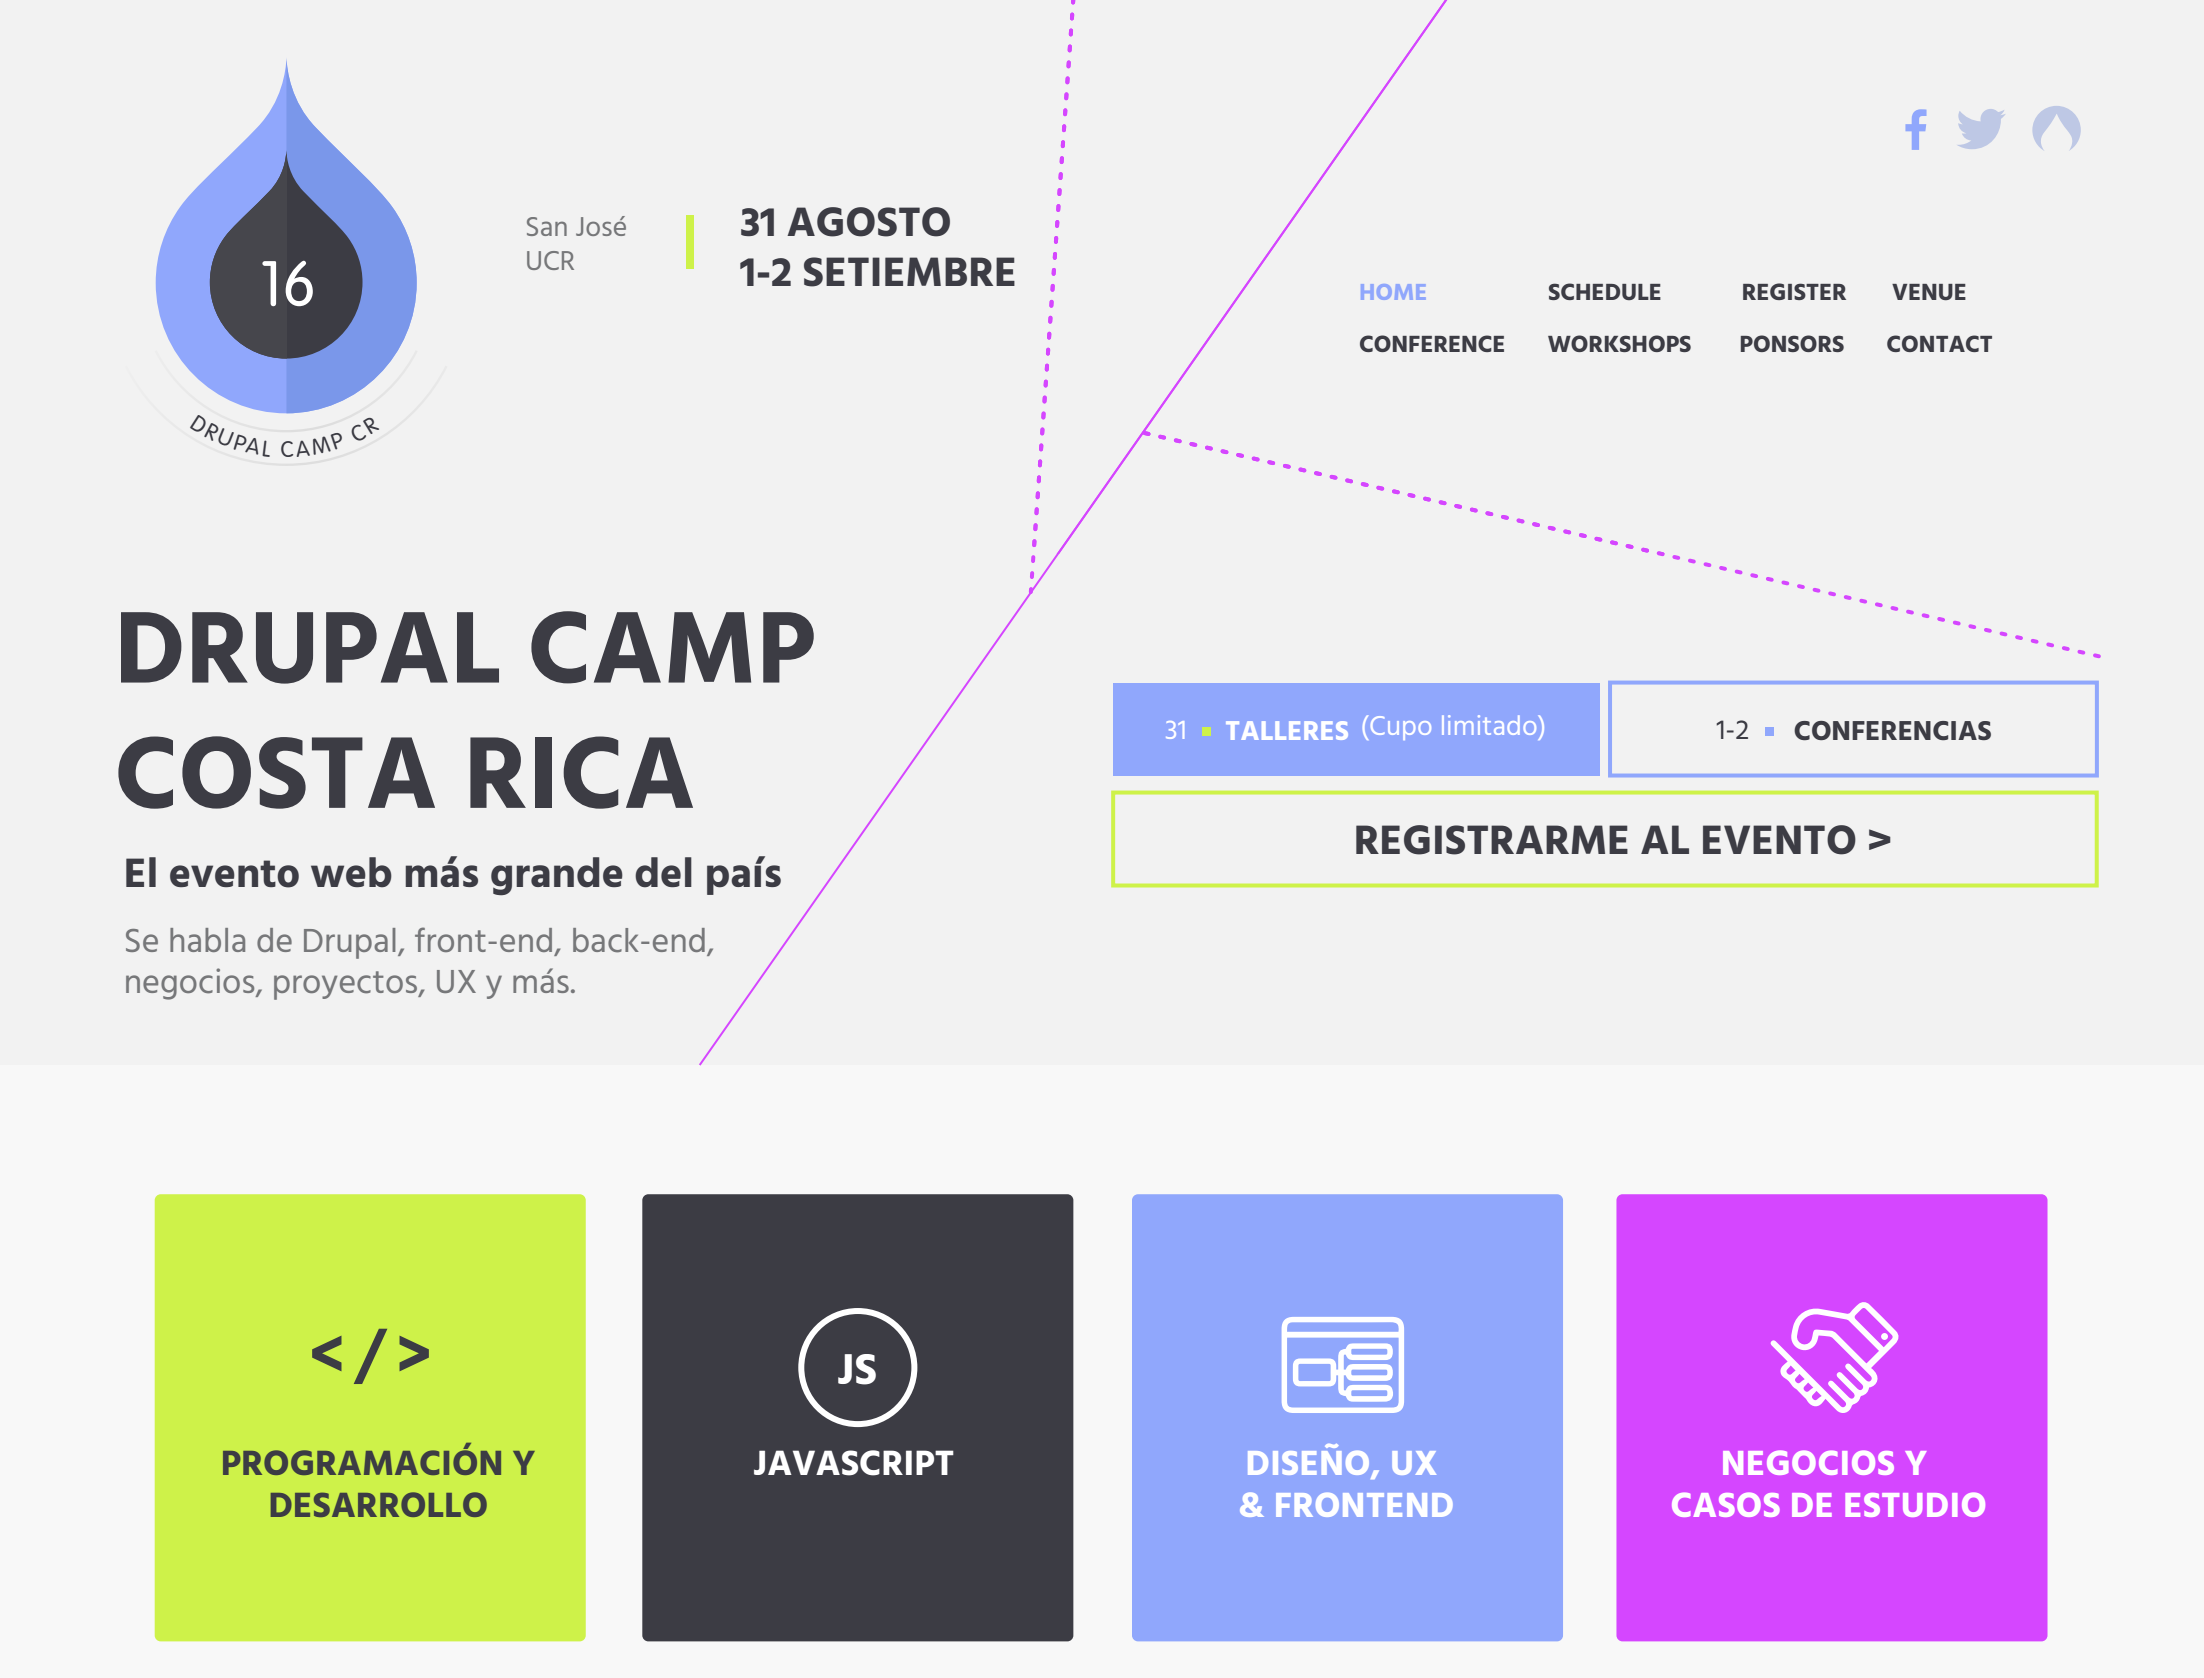 16
DRUPAL CAMP CR
San José
UCR
31 AGOSTO
1-2 SETIEMBRE
HOME SCHEDULE REGISTER VENUE
CONFERENCE WORKSHOPS PONSORS CONTACT
DRUPAL CAMP
COSTA RICA
El evento web más grande del país
Se habla de Drupal, front-end, back-end,
negocios, proyectos, UX y más.
31 TALLERES (Cupo limitado)
1-2 CONFERENCIAS
REGISTRARME AL EVENTO >
</>
PROGRAMACIÓN Y
DESARROLLO
JS
JAVASCRIPT
DISEÑO, UX
& FRONTEND
NEGOCIOS Y
CASOS DE ESTUDIO